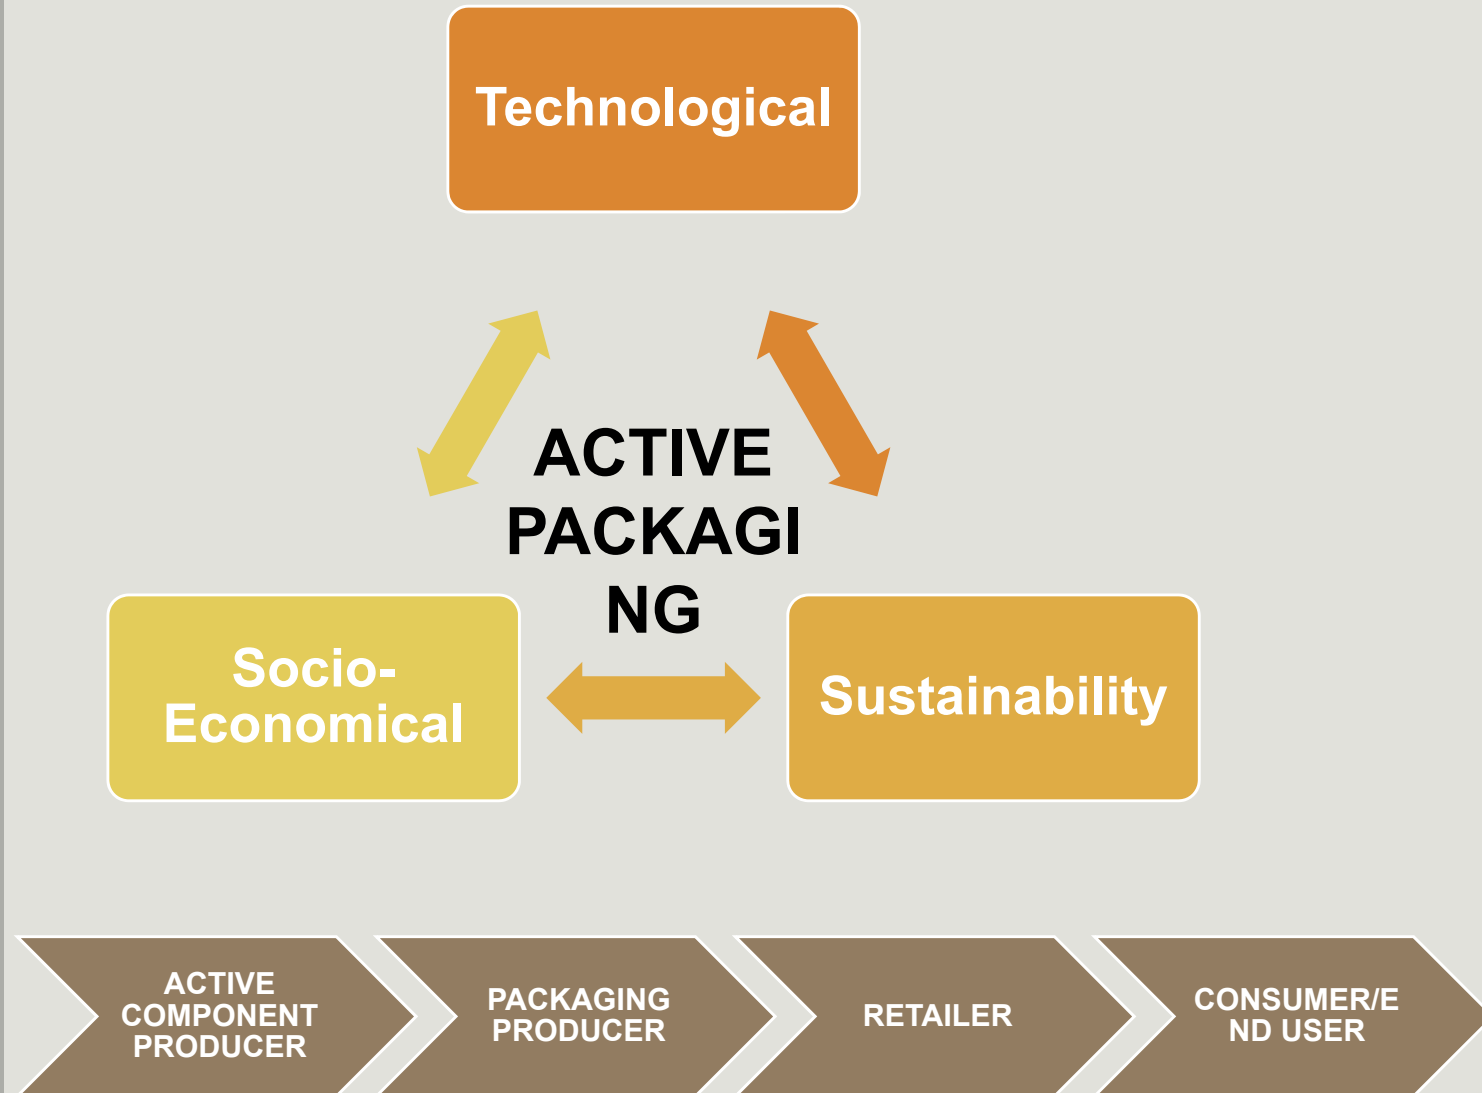 Technological
ACTIVE
PACKAGI
NG
Socio-
Economical
Sustainability
ACTIVE
COMPONENT
PRODUCER
PACKAGING
PRODUCER
RETAILER
CONSUMER/E
ND USER